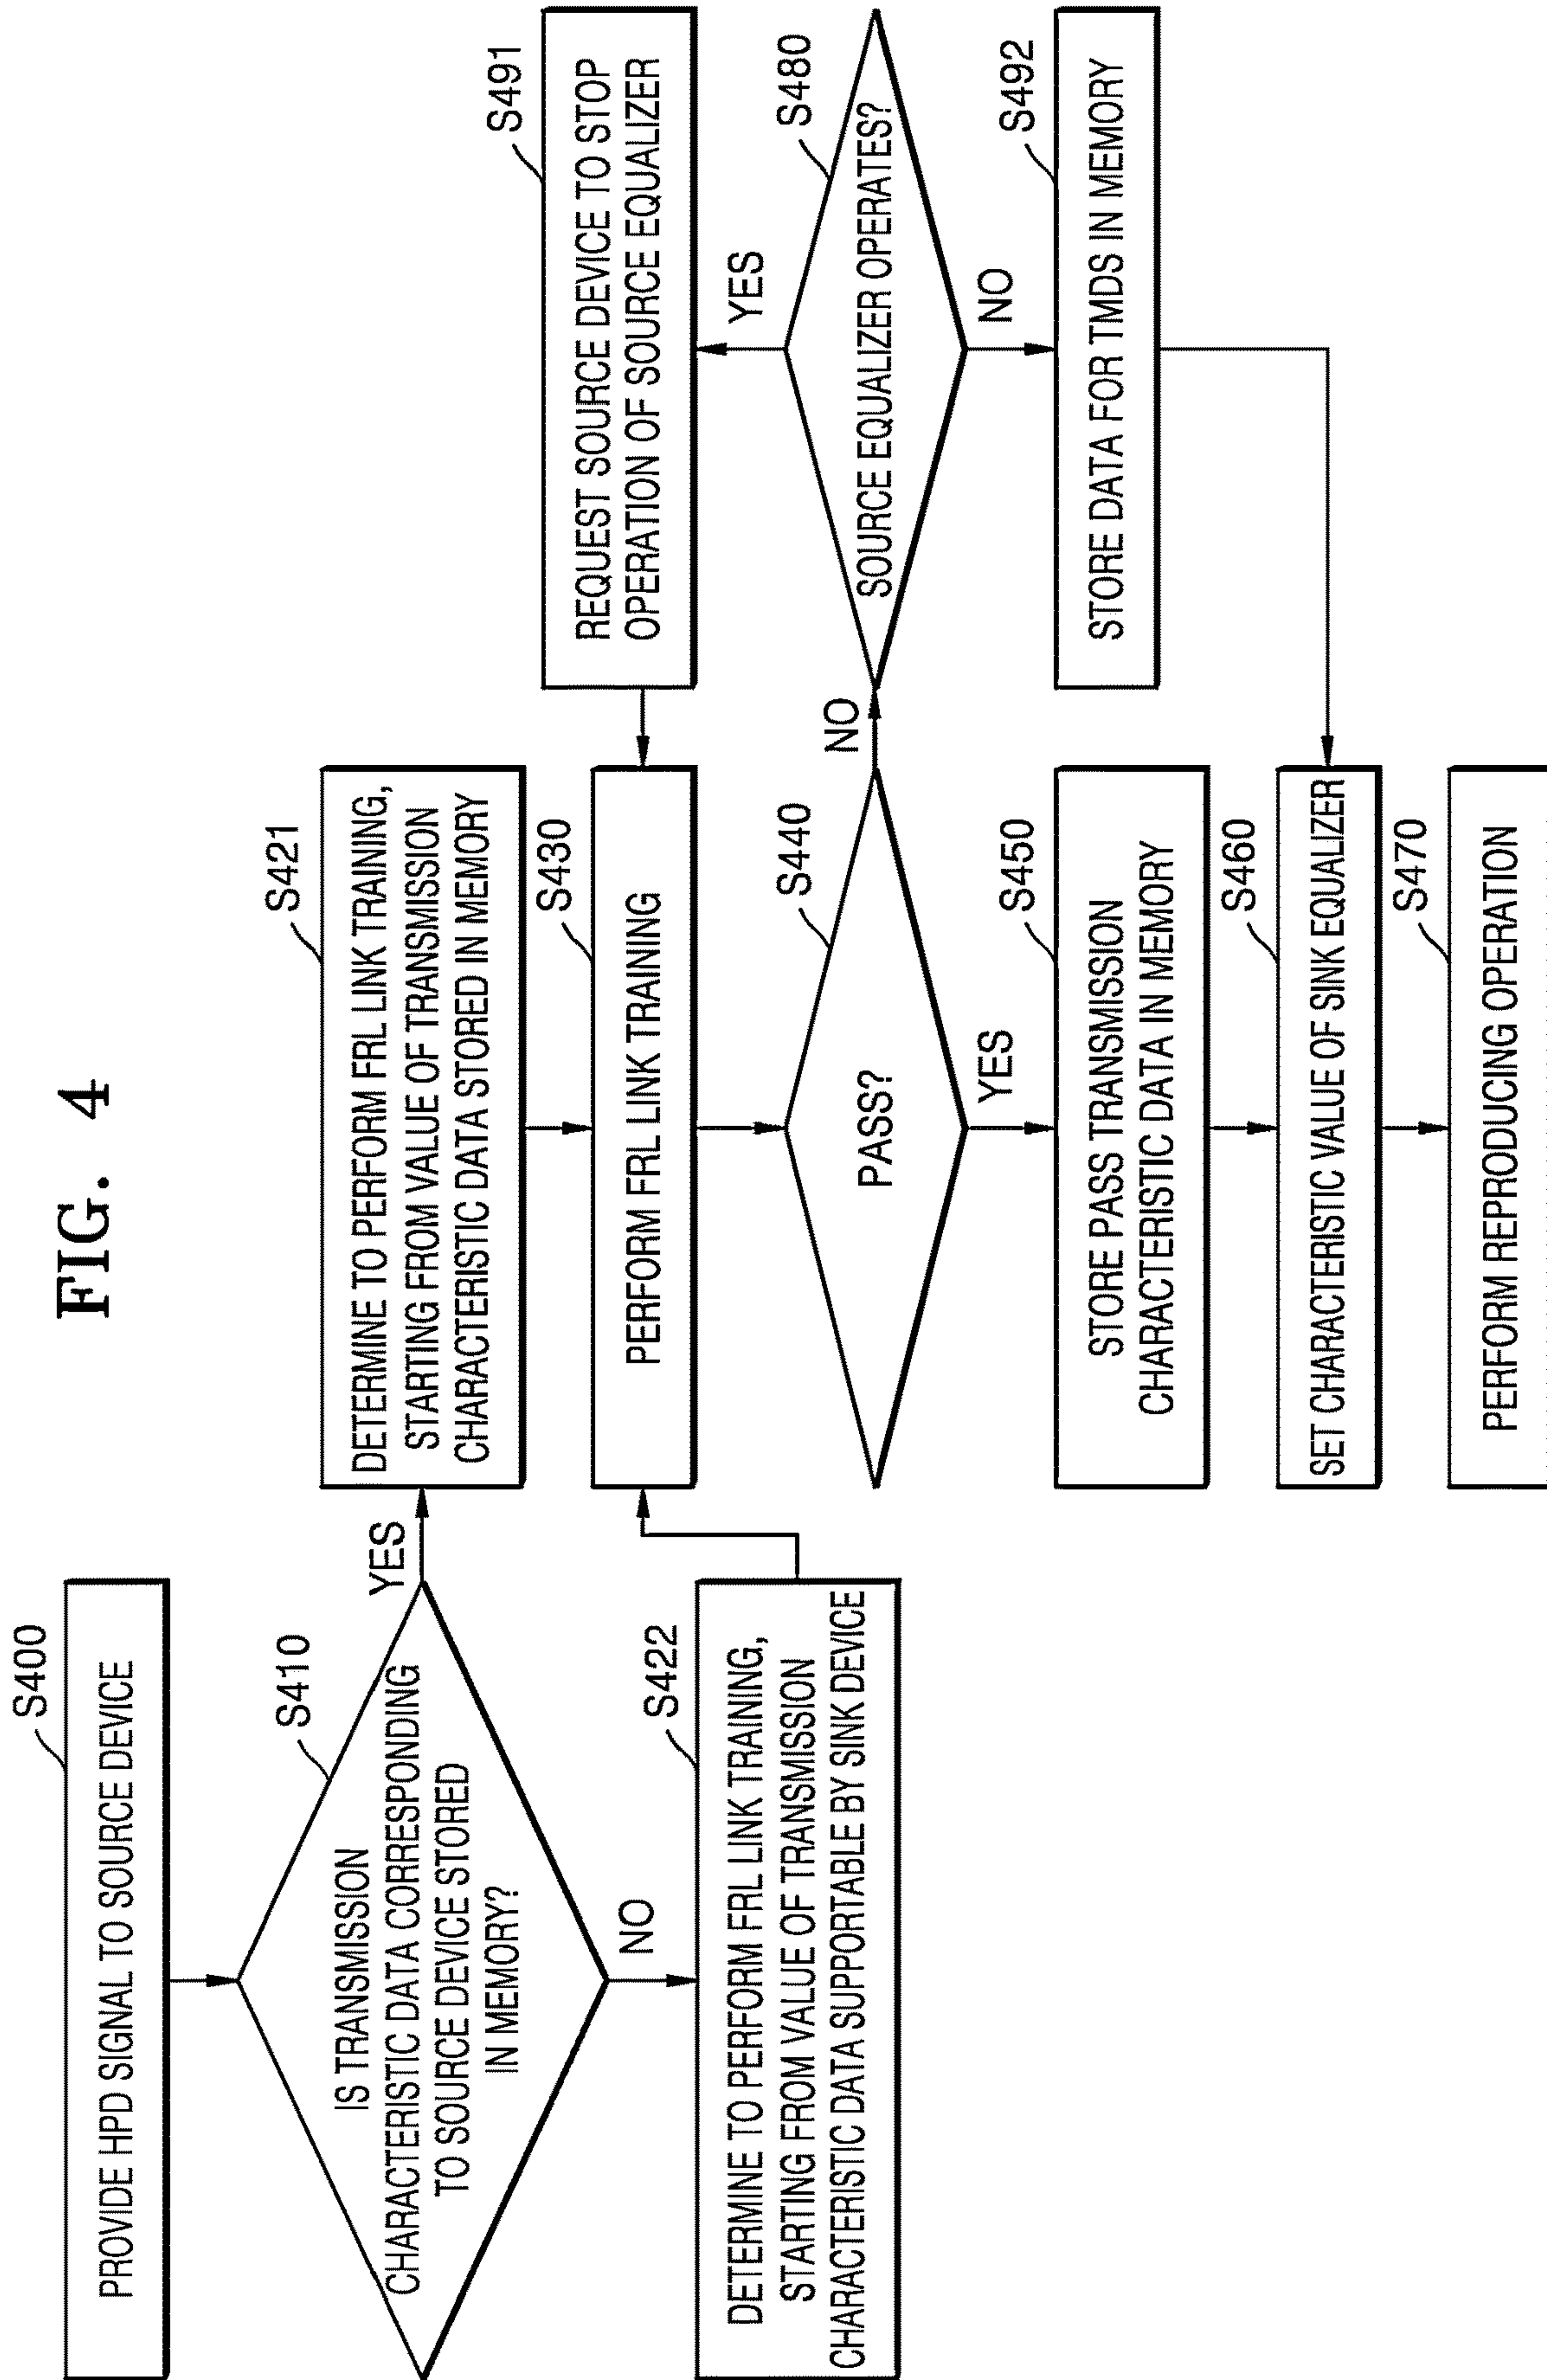 FIG. 4
S400
PROVIDE HPD SIGNAL TO SOURCE DEVICE
S410
IS TRANSMISSION
CHARACTERISTIC DATA CORRESPONDING
TO SOURCE DEVICE STORED
IN MEMORY?
YES
NO
S422
DETERMINE TO PERFORM FRL LINK TRAINING,
STARTING FROM VALUE OF TRANSMISSION
CHARACTERISTIC DATA SUPPORTABLE BY SINK DEVICE
S421
DETERMINE TO PERFORM FRL LINK TRAINING,
STARTING FROM VALUE OF TRANSMISSION
CHARACTERISTIC DATA STORED IN MEMORY
S430
PERFORM FRL LINK TRAINING
S440
PASS?
NO
YES
S450
STORE PASS TRANSMISSION
CHARACTERISTIC DATA IN MEMORY
S460
SET CHARACTERISTIC VALUE OF SINK EQUALIZER
S470
PERFORM REPRODUCING OPERATION
S491
REQUEST SOURCE DEVICE TO STOP
OPERATION OF SOURCE EQUALIZER
YES
S480
SOURCE EQUALIZER OPERATES?
NO
S492
STORE DATA FOR TMDS IN MEMORY